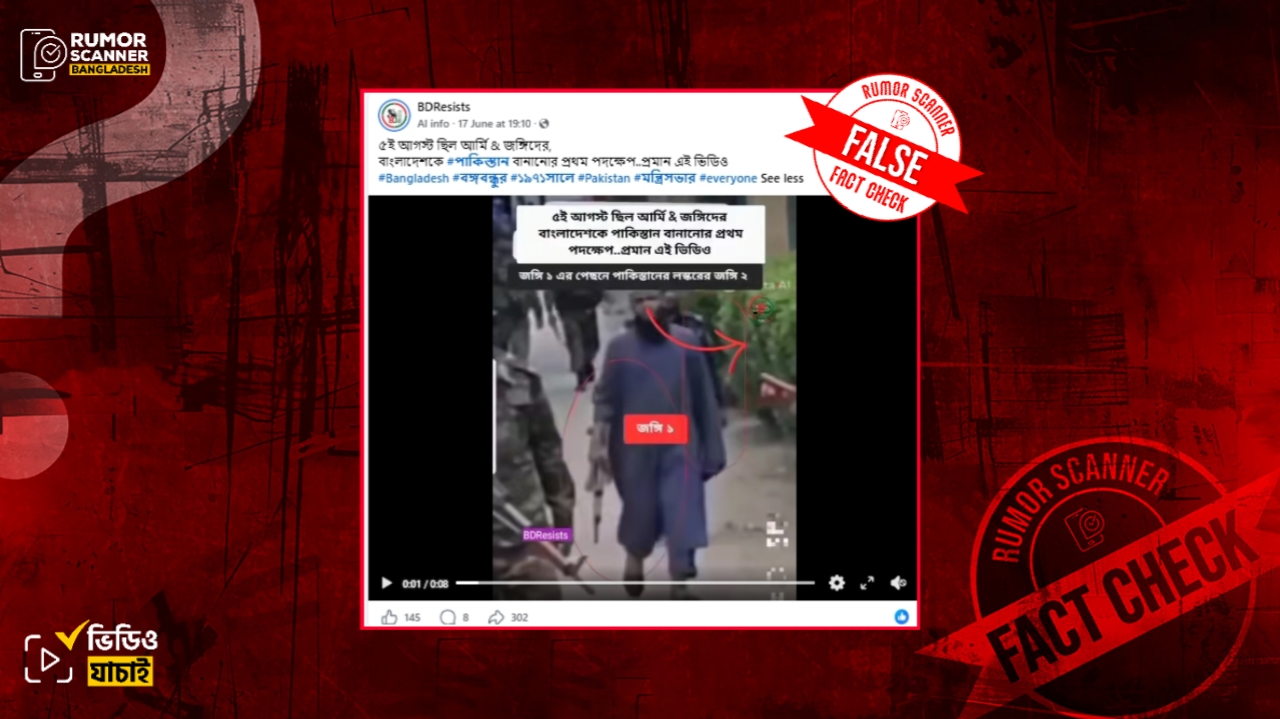 RUMOR
SCANNER
BANGLADESH
BDResists
AI info · 17 June at 19:10 ·
৫ই আগস্ট ছিল আর্মি & জঙ্গিদের,
বাংলাদেশকে #পাকিস্তান বানানোর প্রথম পদক্ষেপ..প্রমান এই ভিডিও
#Bangladesh #বঙ্গবন্ধুর #১৯৭১সালে #Pakistan #মন্ত্রিসভার #everyone See less
RUMOR SCANNER
FALSE
FACT CHECK
৫ই আগস্ট ছিল আর্মি & জঙ্গিদের
বাংলাদেশকে পাকিস্তান বানানোর প্রথম
পদক্ষেপ..প্রমান এই ভিডিও
জঙ্গি ১ এর পেছনে পাকিস্তানের লস্করের জঙ্গি ২
জঙ্গি ১
BDResists
0:01 / 0:08
145
8
302
ভিডিও
যাচাই
RUMOR SCANNER
FACT CHECK